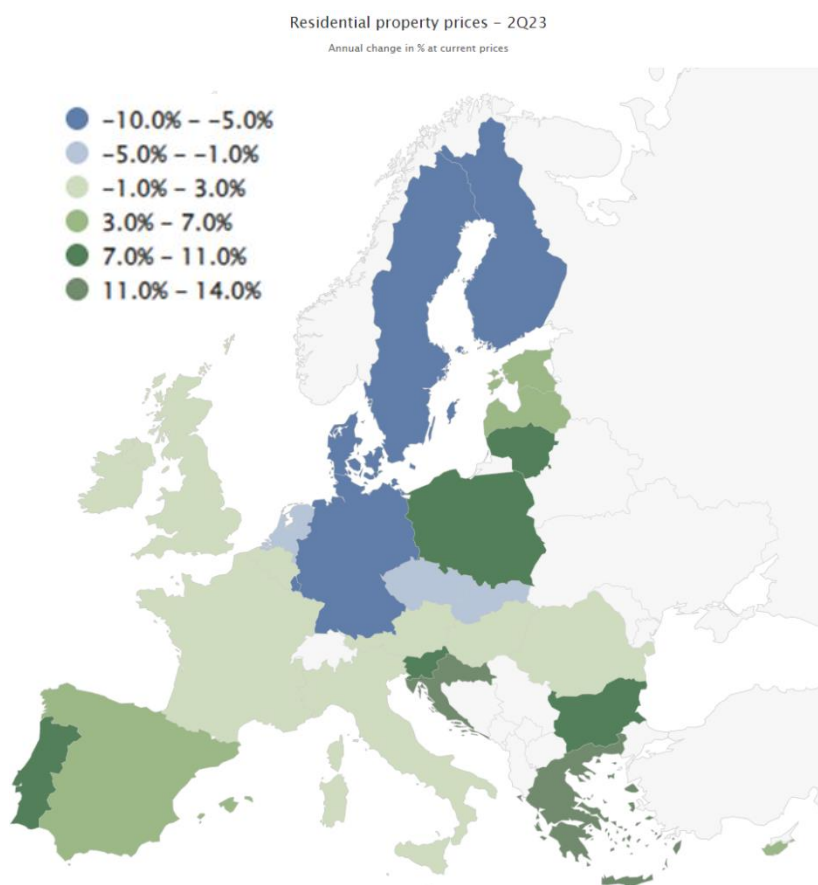 Residential property prices – 2Q23
Annual change in % at current prices
-10.0% – -5.0%
-5.0% – -1.0%
-1.0% – 3.0%
3.0% – 7.0%
7.0% – 11.0%
11.0% – 14.0%